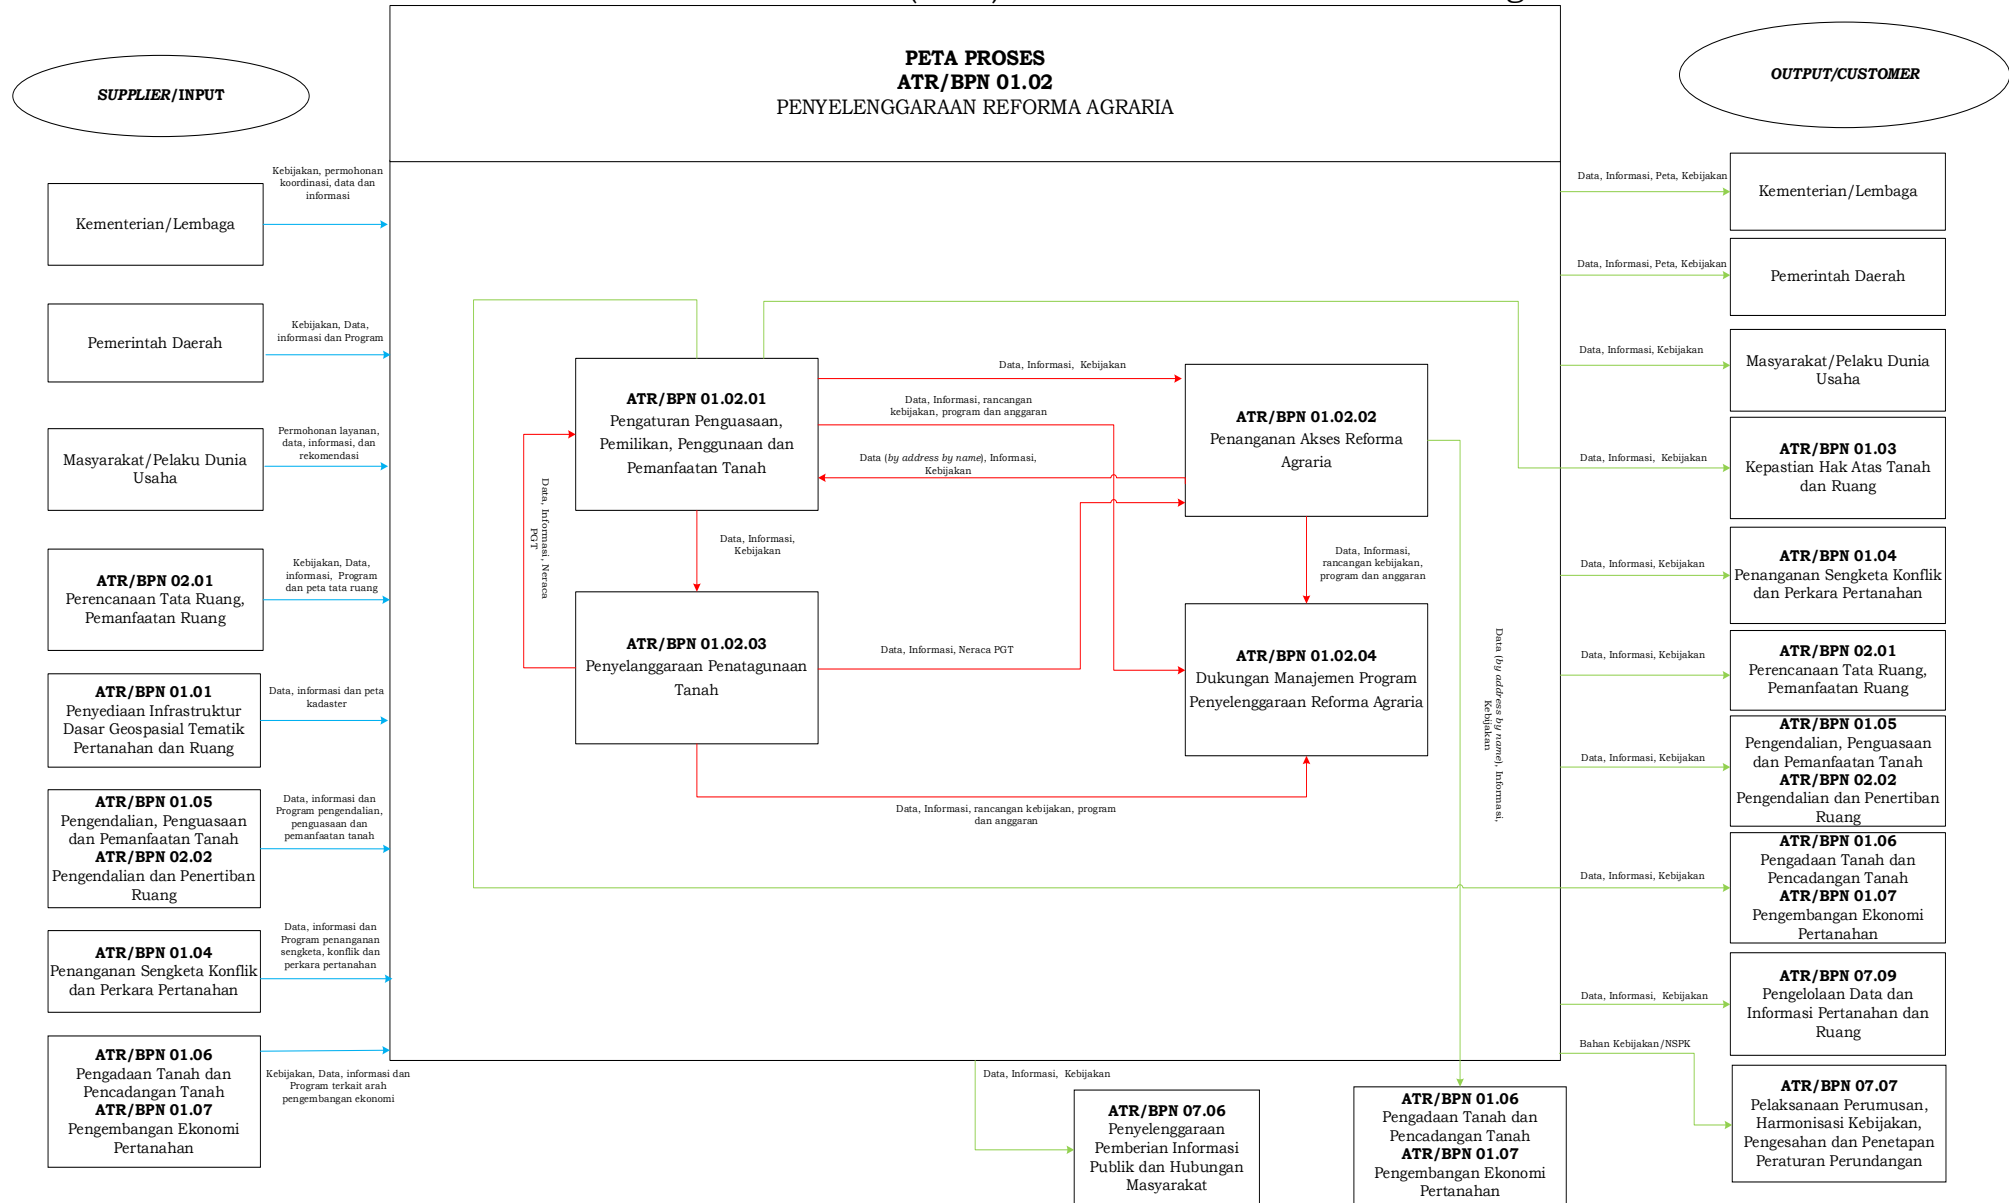 PETA PROSES
ATR/BPN 01.02
PENYELENGGARAAN REFORMA AGRARIA
SUPPLIER/INPUT
OUTPUT/CUSTOMER
Kementerian/Lembaga
Kebijakan, permohonan
koordinasi, data dan
informasi
Pemerintah Daerah
Kebijakan, Data,
informasi dan Program
Masyarakat/Pelaku Dunia
Usaha
Permohonan layanan,
data, informasi, dan
rekomendasi
ATR/BPN 02.01
Perencanaan Tata Ruang,
Pemanfaatan Ruang
Kebijakan, Data,
informasi, Program
dan peta tata ruang
ATR/BPN 01.01
Penyediaan Infrastruktur
Dasar Geospasial Tematik
Pertanahan dan Ruang
Data, informasi dan peta
kadaster
ATR/BPN 01.05
Pengendalian, Penguasaan
dan Pemanfaatan Tanah
ATR/BPN 02.02
Pengendalian dan Penertiban
Ruang
Data, informasi dan
Program pengendalian,
penguasaan dan
pemanfaatan tanah
ATR/BPN 01.04
Penanganan Sengketa Konflik
dan Perkara Pertanahan
Data, informasi dan
Program penanganan
sengketa, konflik dan
perkara pertanahan
ATR/BPN 01.06
Pengadaan Tanah dan
Pencadangan Tanah
ATR/BPN 01.07
Pengembangan Ekonomi
Pertanahan
Kebijakan, Data, informasi dan
Program terkait arah
pengembangan ekonomi
ATR/BPN 01.02.01
Pengaturan Penguasaan,
Pemilikan, Penggunaan dan
Pemanfaatan Tanah
Data, Informasi, Kebijakan
Data, Informasi, rancangan
kebijakan, program dan anggaran
Data (by address by name), Informasi,
Kebijakan
ATR/BPN 01.02.02
Penanganan Akses Reforma
Agraria
Data, Informasi, Neraca
PGT
Data, Informasi,
Kebijakan
Data, Informasi,
rancangan kebijakan,
program dan anggaran
ATR/BPN 01.02.03
Penyelanggaraan Penatagunaan
Tanah
Data, Informasi, Neraca PGT
ATR/BPN 01.02.04
Dukungan Manajemen Program
Penyelenggaraan Reforma Agraria
Data, Informasi, rancangan kebijakan, program
dan anggaran
Data (by address by name), Informasi,
Kebijakan
Data, Informasi, Kebijakan
ATR/BPN 07.06
Penyelenggaraan
Pemberian Informasi
Publik dan Hubungan
Masyarakat
ATR/BPN 01.06
Pengadaan Tanah dan
Pencadangan Tanah
ATR/BPN 01.07
Pengembangan Ekonomi
Pertanahan
Data, Informasi, Peta, Kebijakan
Kementerian/Lembaga
Data, Informasi, Peta, Kebijakan
Pemerintah Daerah
Data, Informasi, Kebijakan
Masyarakat/Pelaku Dunia
Usaha
Data, Informasi, Kebijakan
ATR/BPN 01.03
Kepastian Hak Atas Tanah
dan Ruang
Data, Informasi, Kebijakan
ATR/BPN 01.04
Penanganan Sengketa Konflik
dan Perkara Pertanahan
Data, Informasi, Kebijakan
ATR/BPN 02.01
Perencanaan Tata Ruang,
Pemanfaatan Ruang
Data, Informasi, Kebijakan
ATR/BPN 01.05
Pengendalian, Penguasaan
dan Pemanfaatan Tanah
ATR/BPN 02.02
Pengendalian dan Penertiban
Ruang
Data, Informasi, Kebijakan
ATR/BPN 01.06
Pengadaan Tanah dan
Pencadangan Tanah
ATR/BPN 01.07
Pengembangan Ekonomi
Pertanahan
Data, Informasi, Kebijakan
ATR/BPN 07.09
Pengelolaan Data dan
Informasi Pertanahan dan
Ruang
Bahan Kebijakan/NSPK
ATR/BPN 07.07
Pelaksanaan Perumusan,
Harmonisasi Kebijakan,
Pengesahan dan Penetapan
Peraturan Perundangan